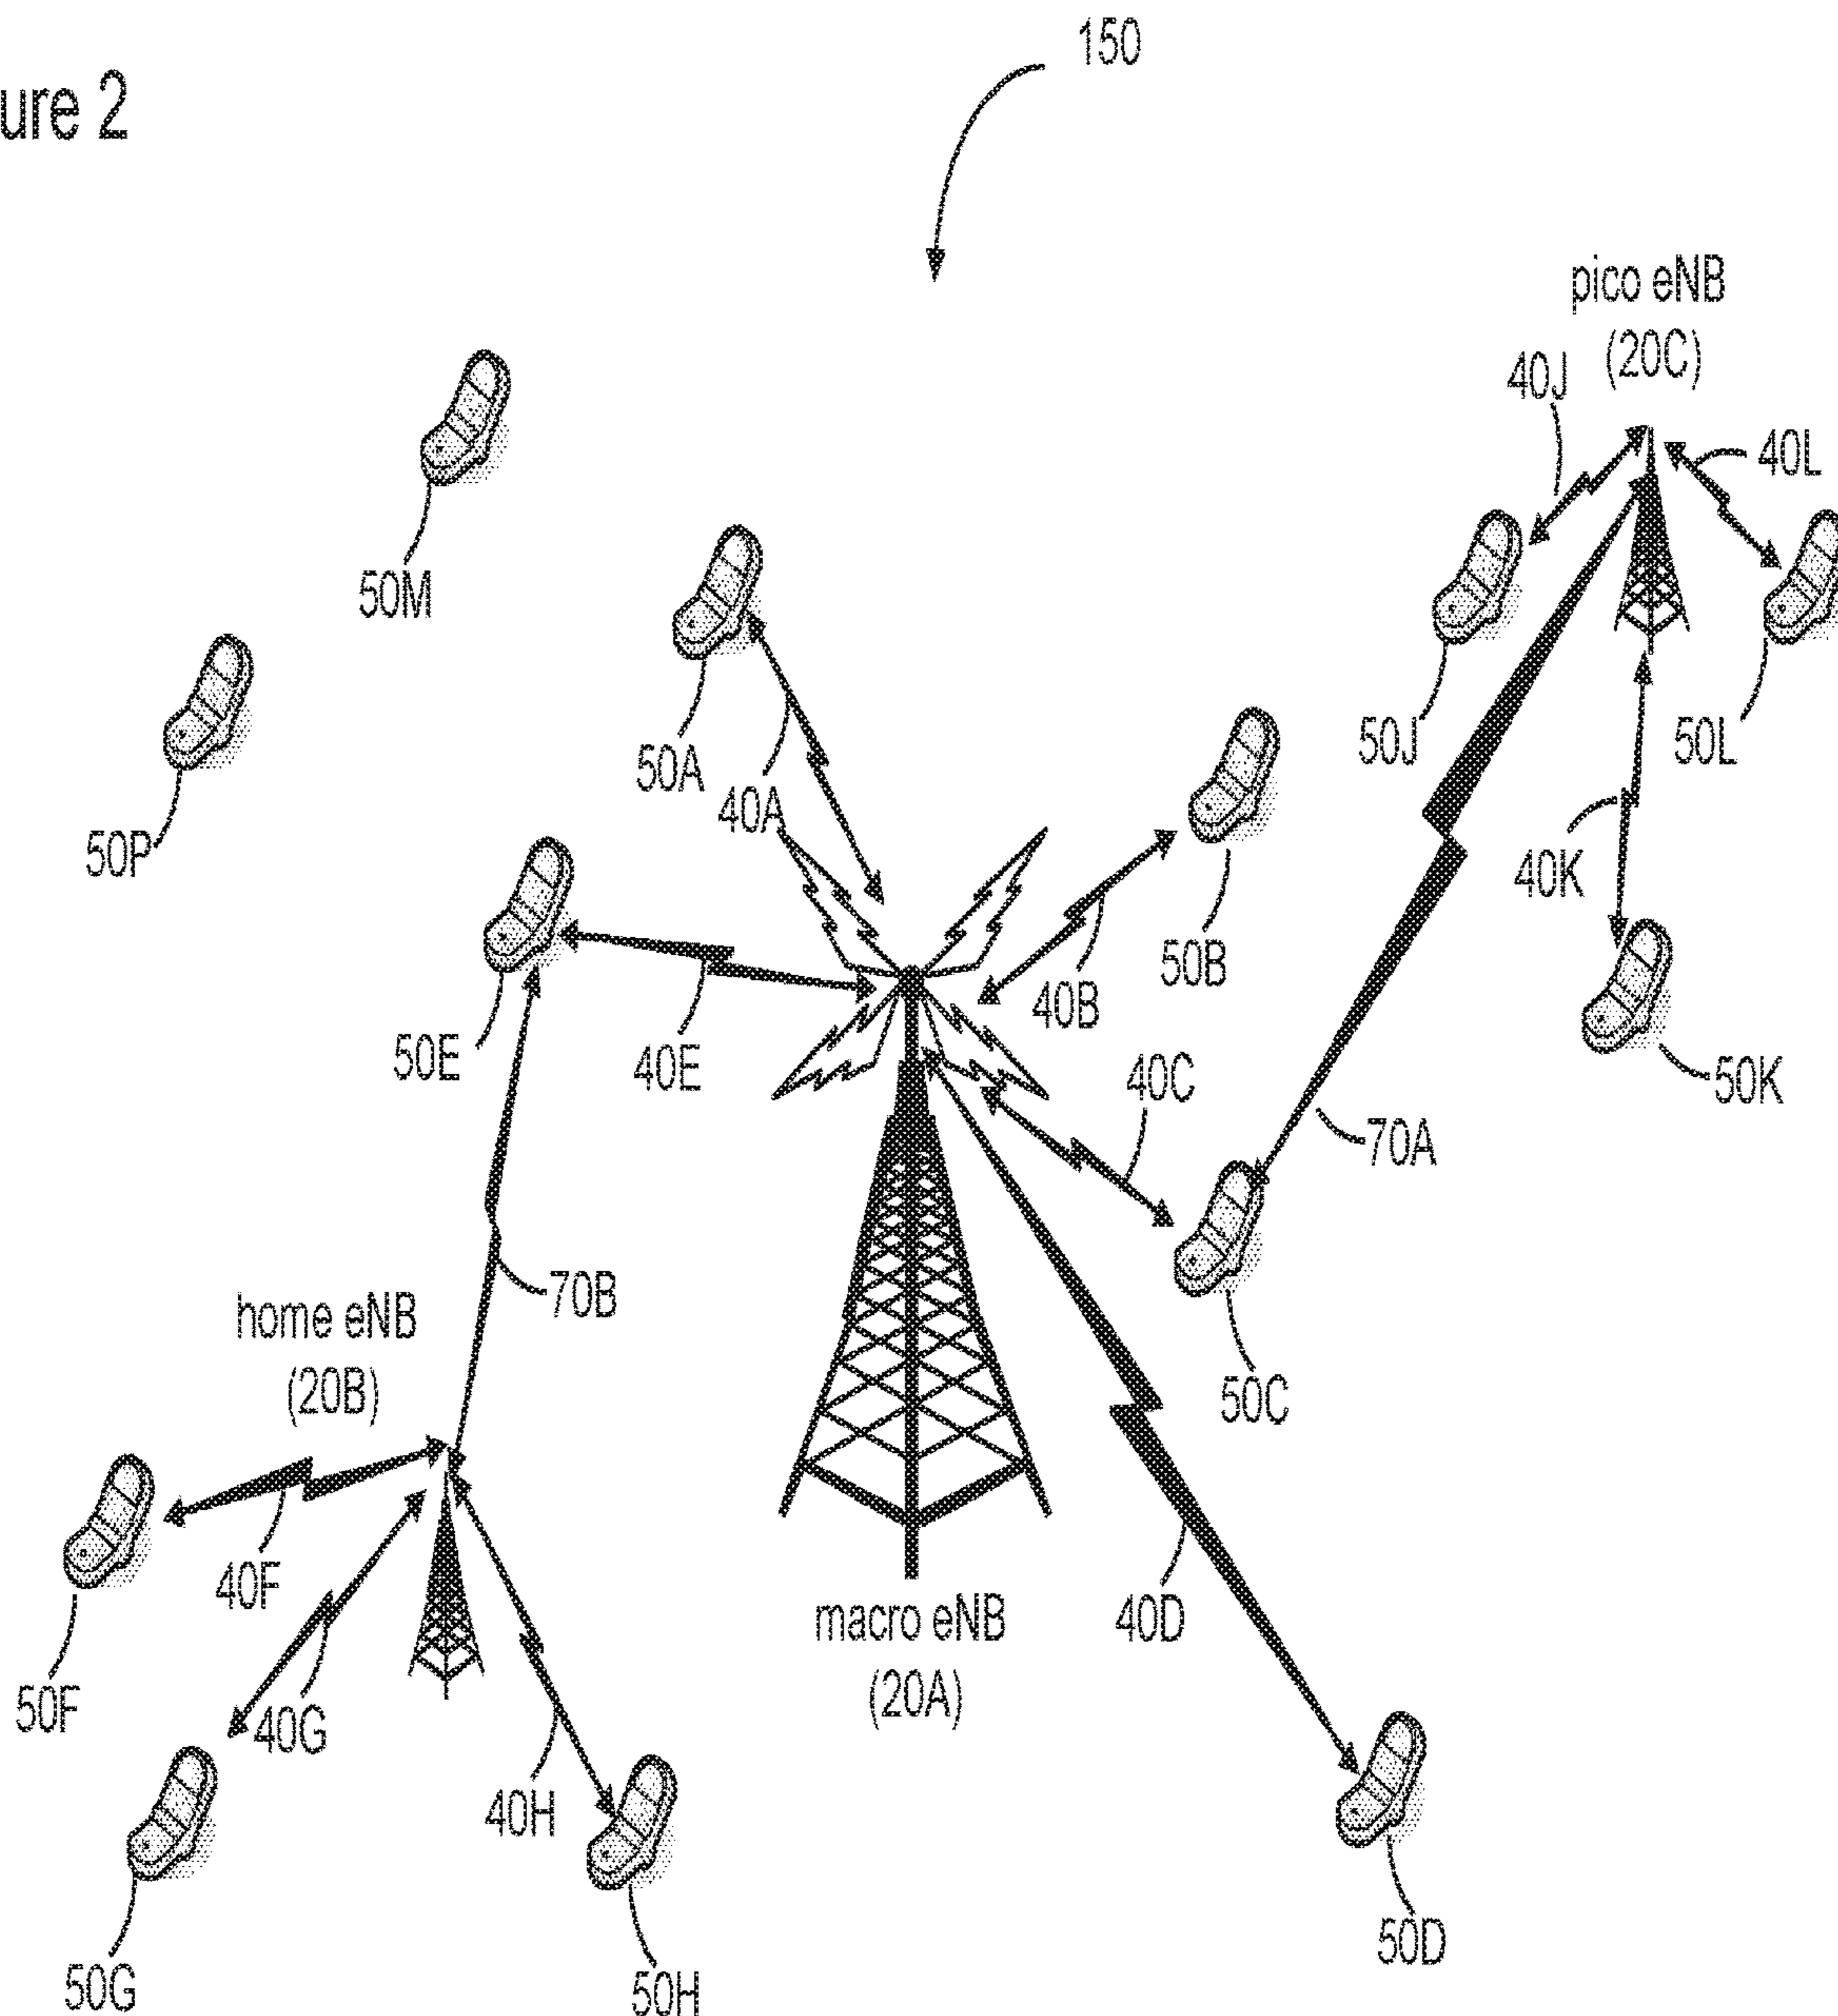 ure 2
150
pico eNB
(20C)
40J
40L
50M
50A
40A
50J
50L
50P
40K
50B
40B
50E
40E
40C
50K
70A
70B
home eNB
(20B)
50C
40F
macro eNB
(20A)
40D
50F
40G
40H
50D
50G
50H